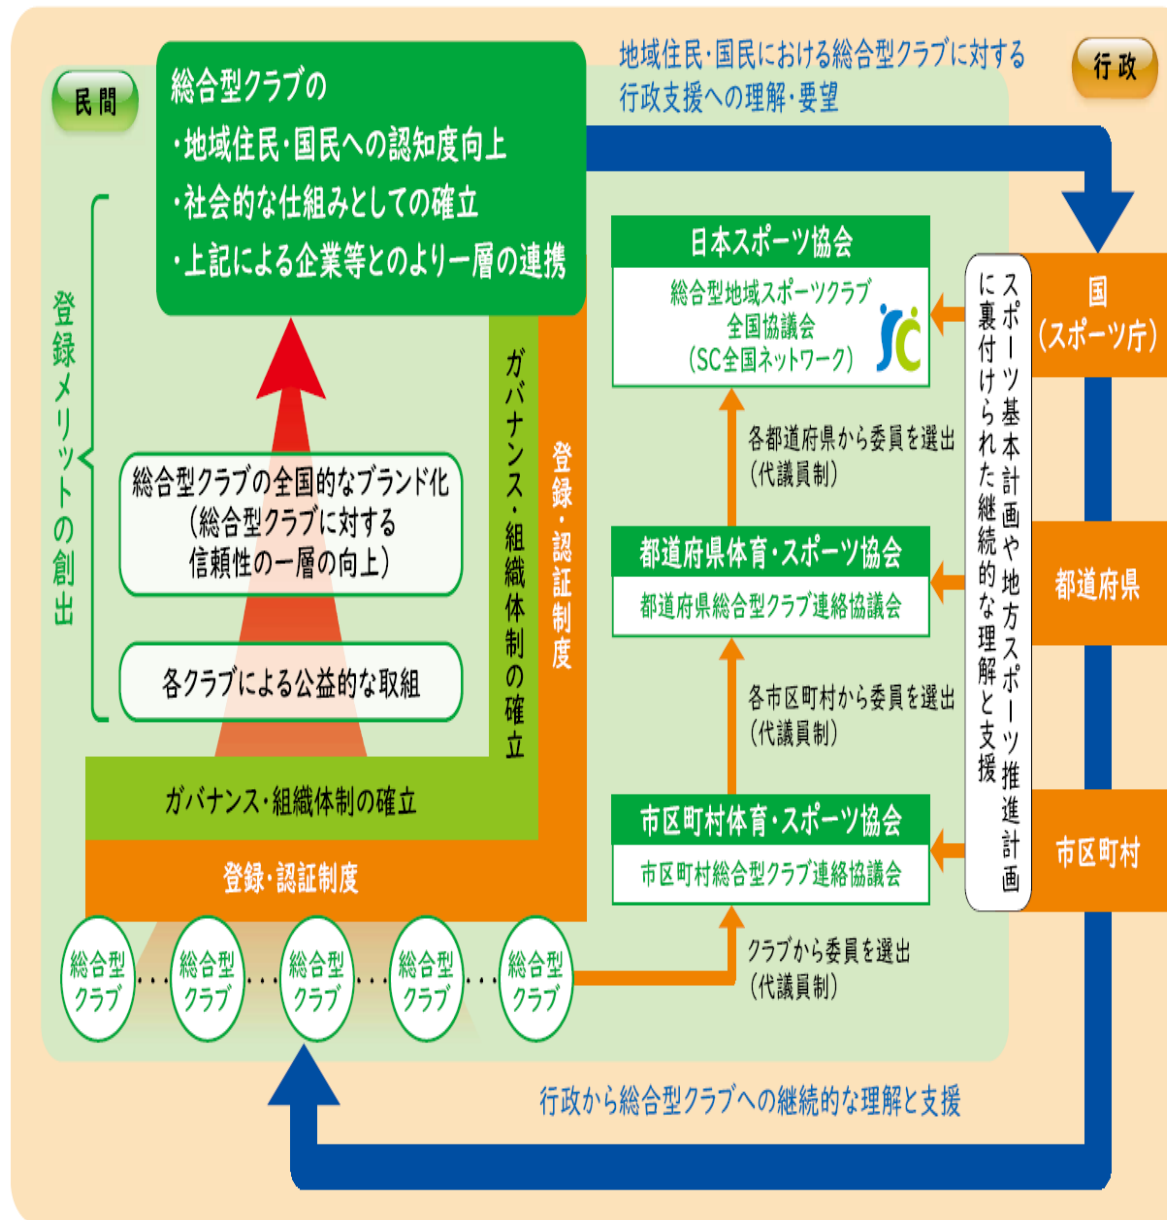 民間
総合型クラブの
・地域住民・国民への認知度向上
・社会的な仕組みとしての確立
・上記による企業等とのより一層の連携
地域住民・国民における総合型クラブに対する
行政支援への理解・要望
行政
登録メリットの創出
総合型クラブの全国的なブランド化
(総合型クラブに対する
信頼性の一層の向上)
各クラブによる公益的な取組
ガバナンス・組織体制の確立
登録・認証制度
ガバナンス・組織体制の確立
登録・認証制度
総合型
クラブ
総合型
クラブ
総合型
クラブ
総合型
クラブ
総合型
クラブ
日本スポーツ協会
総合型地域スポーツクラブ
全国協議会
(SC全国ネットワーク)
各都道府県から委員を選出
(代議員制)
都道府県体育・スポーツ協会
都道府県総合型クラブ連絡協議会
各市区町村から委員を選出
(代議員制)
市区町村体育・スポーツ協会
市区町村総合型クラブ連絡協議会
クラブから委員を選出
(代議員制)
スポーツ基本計画や地方スポーツ推進計画
に裏付けられた継続的な理解と支援
国
(スポーツ庁)
都道府県
市区町村
行政から総合型クラブへの継続的な理解と支援